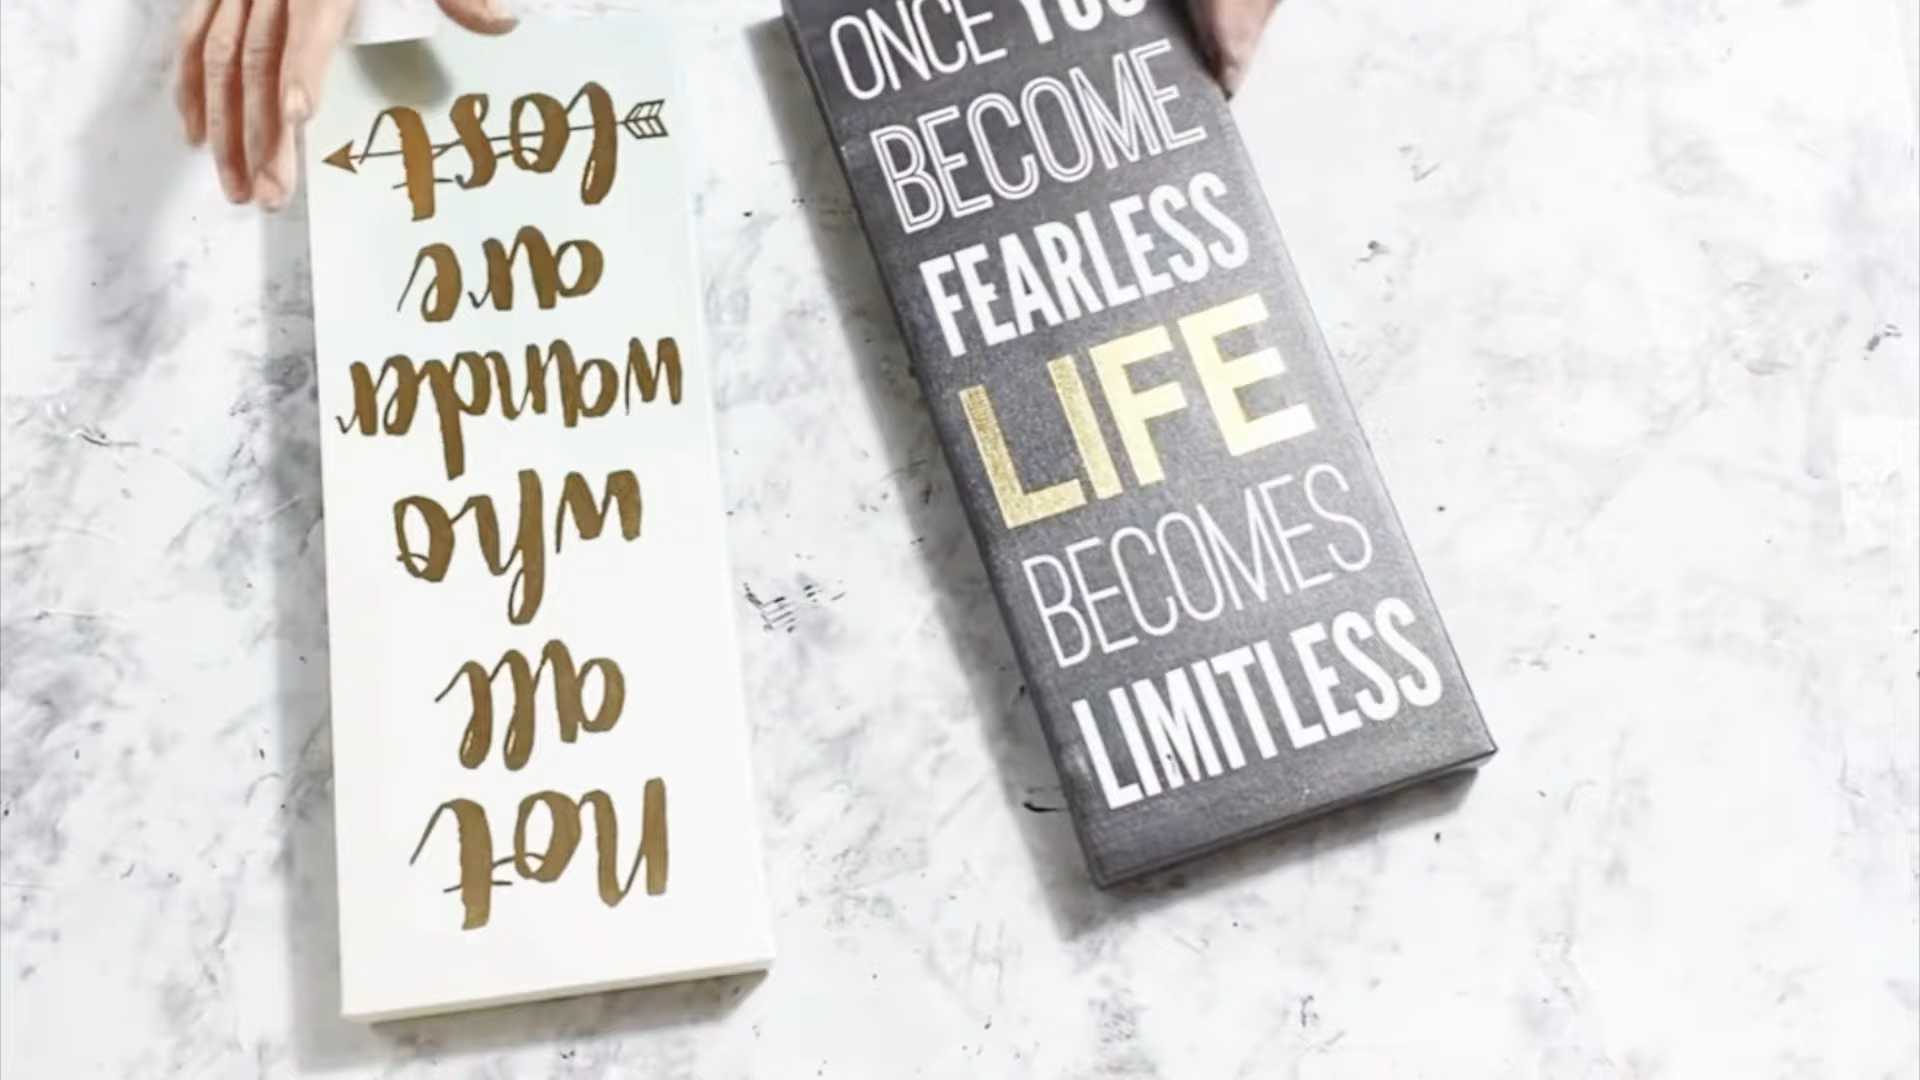 not
all
who
wander
are
lost
ONCE YOU
BECOME
FEARLESS
LIFE
BECOMES
LIMITLESS